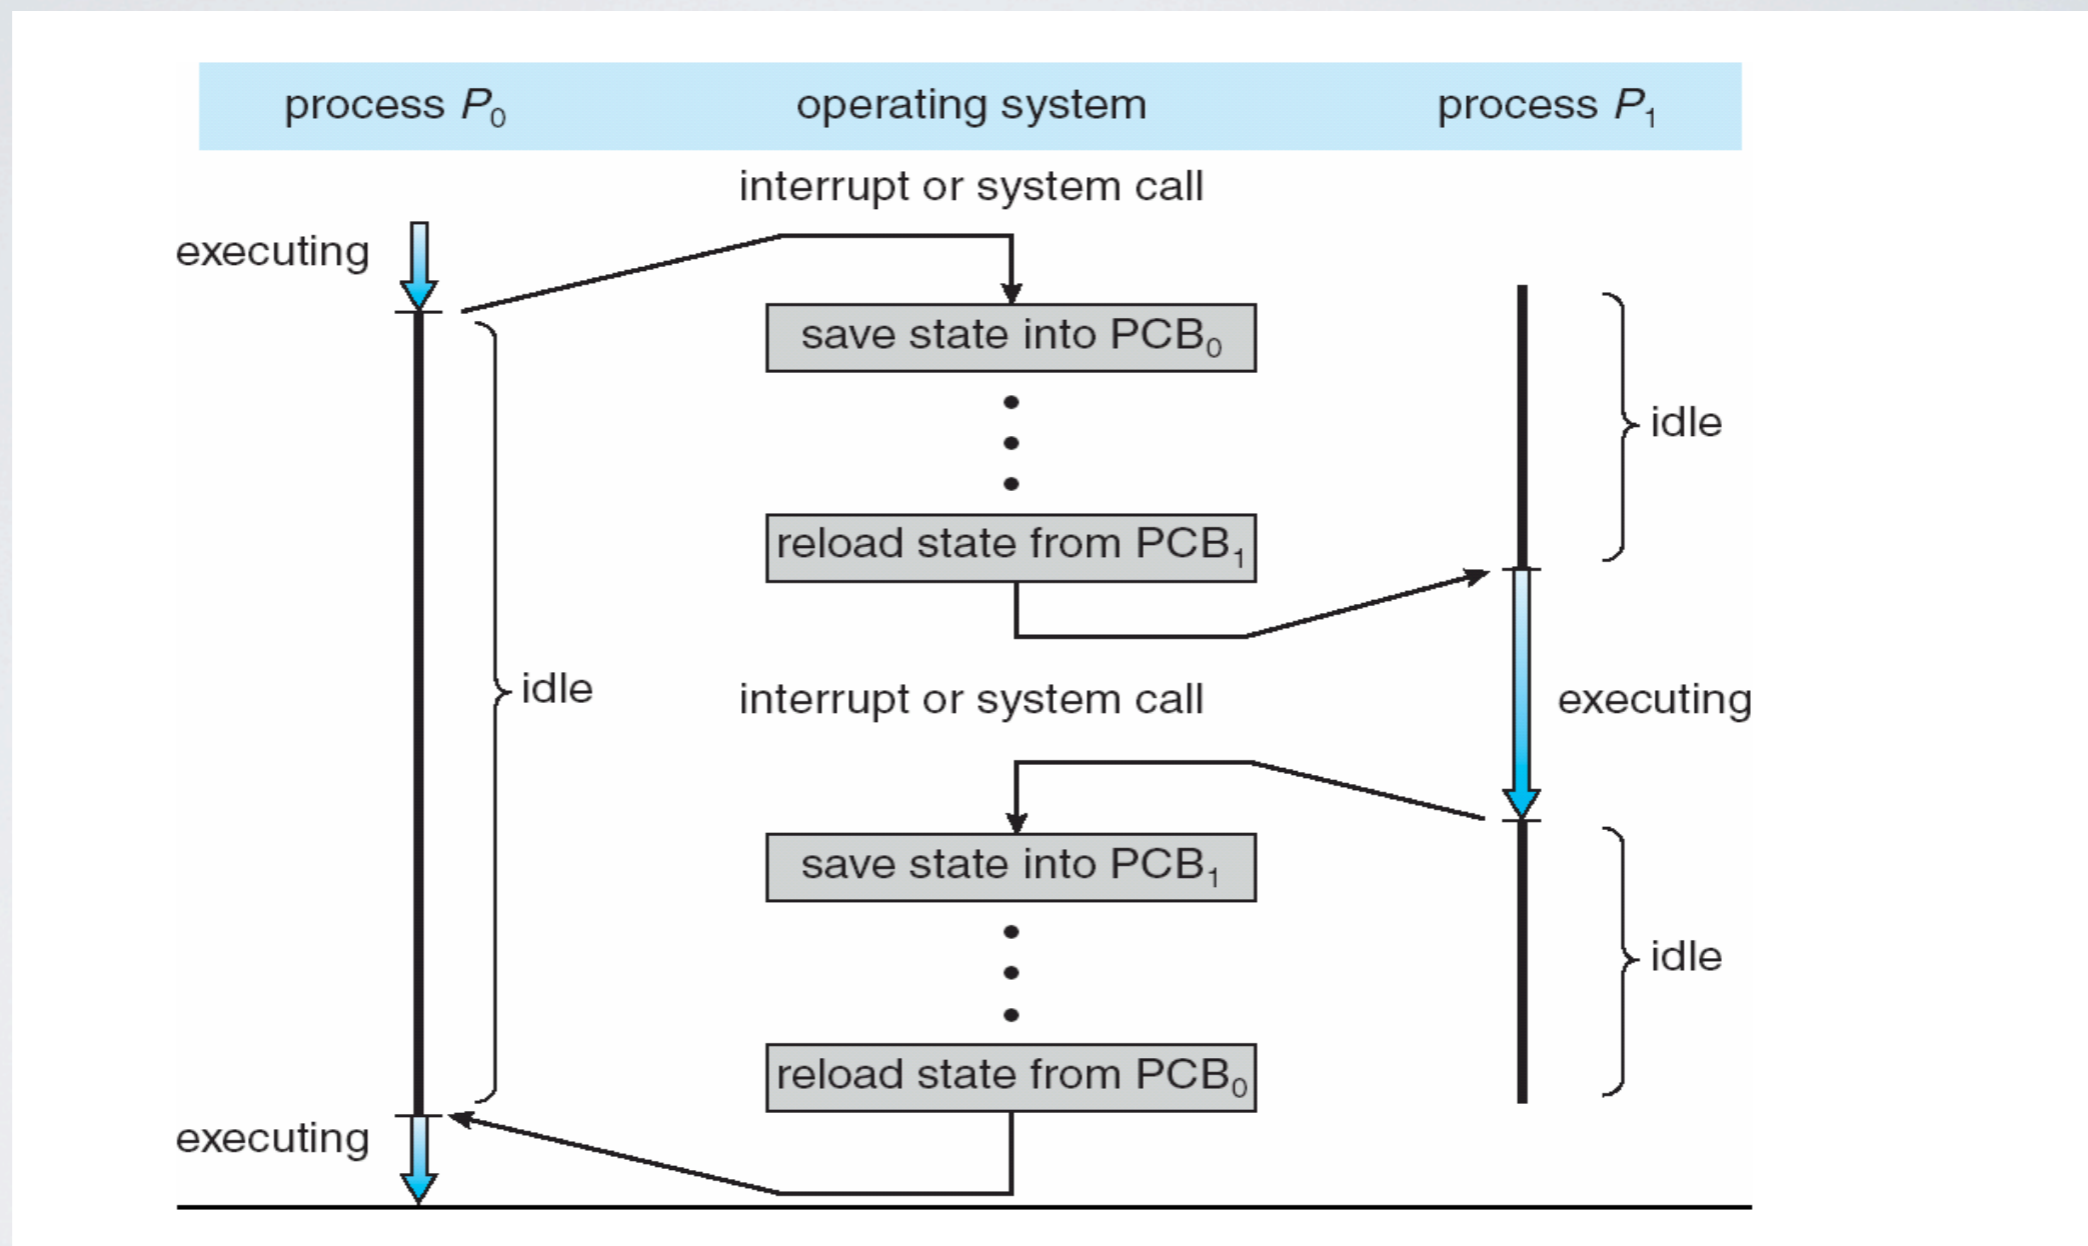 process P₀ operating system process P₁
interrupt or system call
executing
save state into PCB₀
idle
reload state from PCB₁
idle
interrupt or system call
executing
save state into PCB₁
idle
reload state from PCB₀
executing